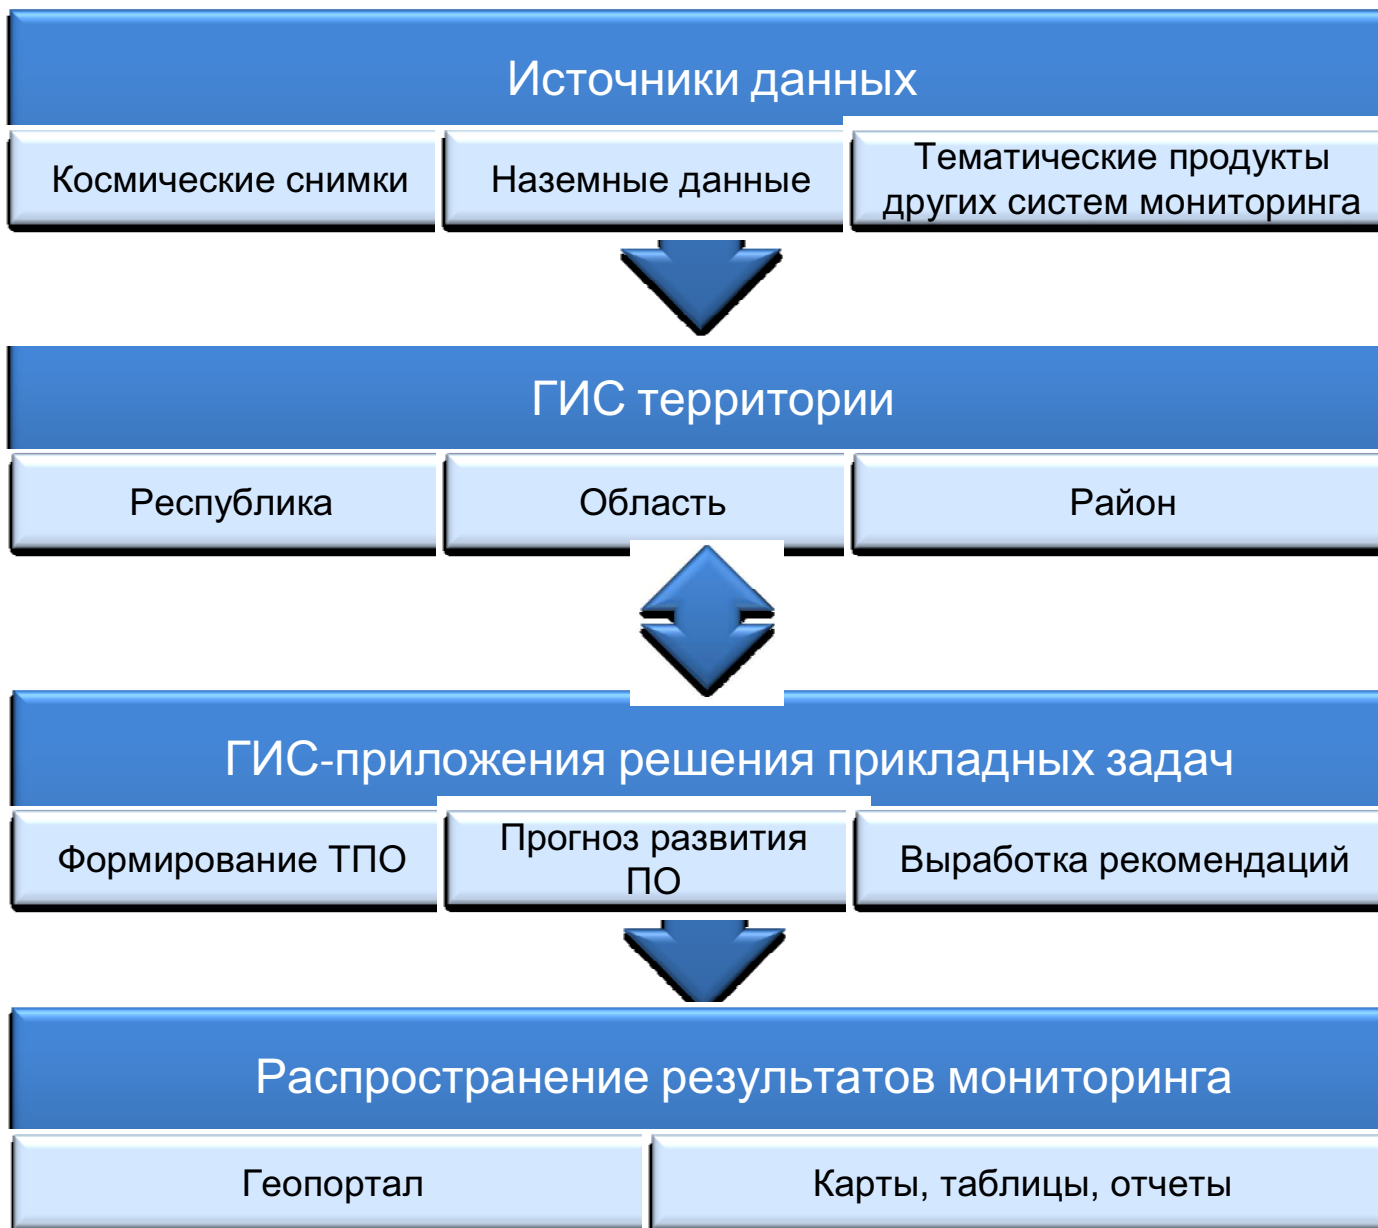 Источники данных
Космические снимки
Наземные данные
Тематические продукты
других систем мониторинга
ГИС территории
Республика
Область
Район
ГИС-приложения решения прикладных задач
Формирование ТПО
Прогноз развития
ПО
Выработка рекомендаций
Распространение результатов мониторинга
Геопортал
Карты, таблицы, отчеты